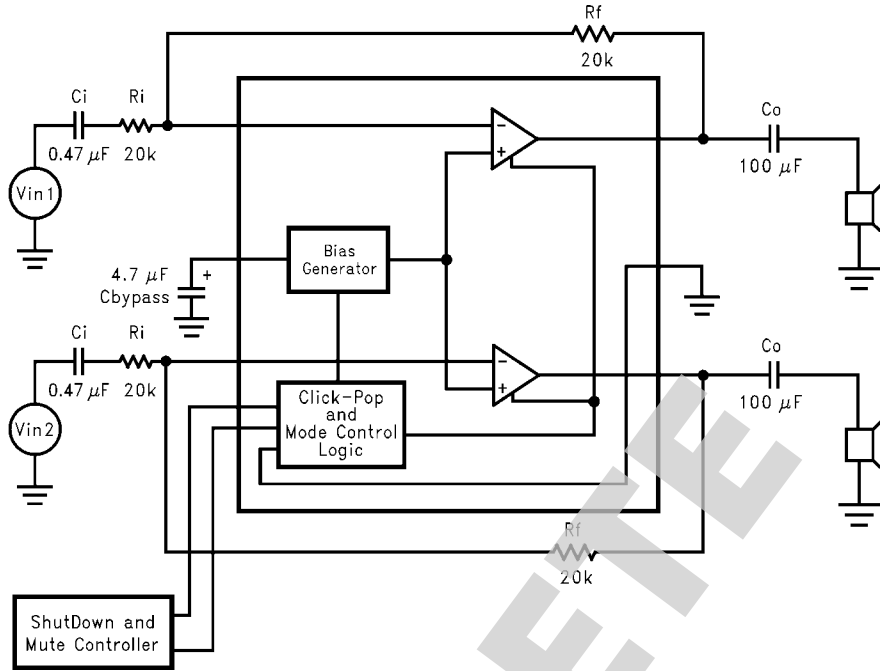 Rf
20k
Ci
Ri
Co
0.47 μF
20k
100 μF
Vin1
−
+
Bias
Generator
4.7 μF
+
Cbypass
Ci
Ri
Co
0.47 μF
20k
100 μF
−
+
Click-Pop
and
Mode Control
Logic
Vin2
Rf
20k
ShutDown and
Mute Controller
ETE